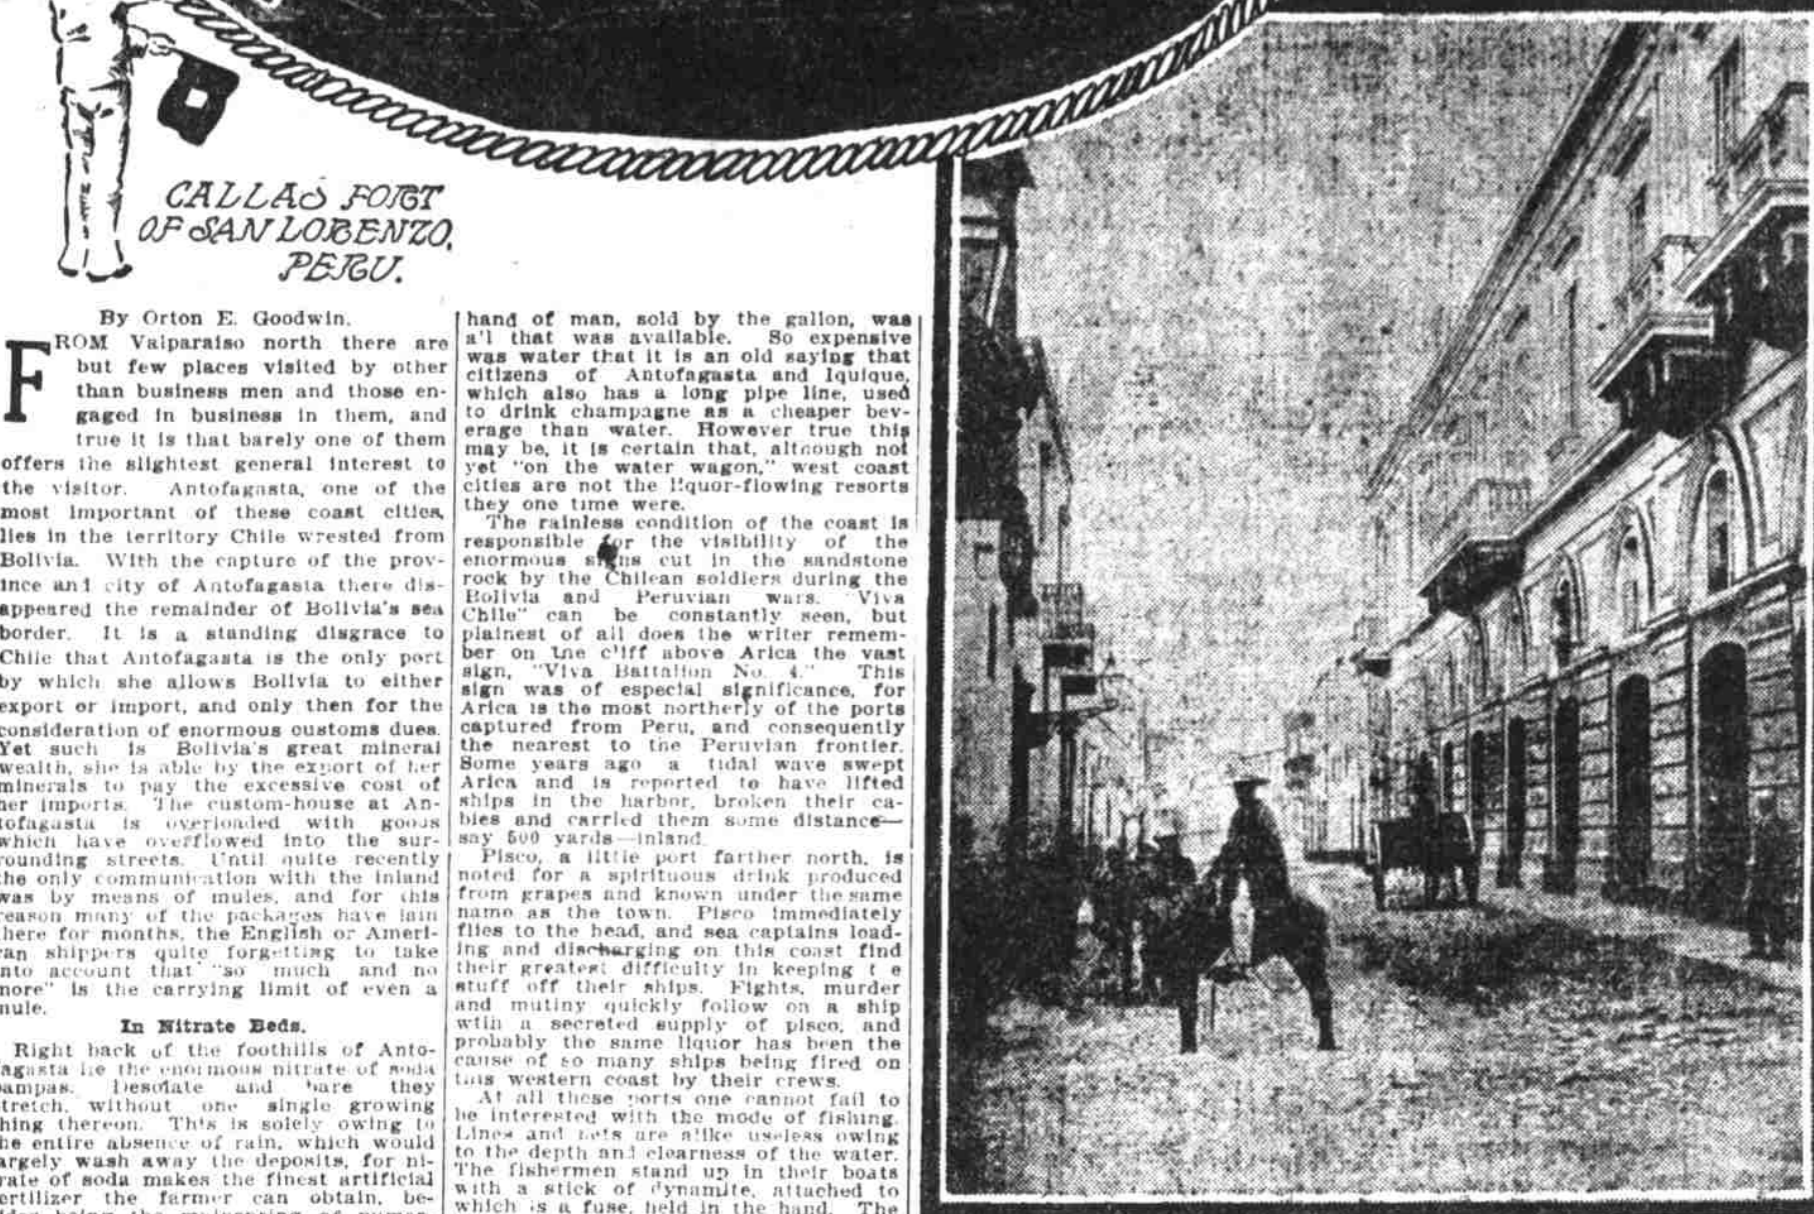 CALLAO FORT
OF SAN LORENZO,
PERU.
By Orton E. Goodwin.
FROM Valparaiso north there are
but few places visited by other
than business men and those en-
gaged in business in them, and
true it is that barely one of them
offers the slightest general interest to
the visitor. Antofagasta, one of the
most important of these coast cities,
lies in the territory Chile wrested from
Bolivia. With the capture of the prov-
ince and city of Antofagasta there dis-
appeared the remainder of Bolivia's sea
border. It is a standing disgrace to
Chile that Antofagasta is the only port
by which she allows Bolivia to either
export or import, and only then for the
consideration of enormous customs dues.
Yet such is Bolivia's great mineral
wealth, she is able by the export of her
minerals to pay the excessive cost of
her imports. The custom-house at An-
tofagasta is overloaded with goods
which have overflowed into the sur-
rounding streets. Until quite recently
the only communication with the inland
was by means of mules, and for this
reason many of the packages have lain
there for months, the English or Ameri-
can shippers quite forgetting to take
into account that "so much and no
more" is the carrying limit of even a
mule.
In Nitrate Beds.
Right back of the foothills of Anto-
fagasta lie the enormous nitrate of soda
pampas. Desolate and bare they
stretch, without one single growing
thing thereon. This is solely owing to
the entire absence of rain, which would
largely wash away the deposits, for ni-
trate of soda makes the finest artificial
fertilizer the farmer can obtain, be-
being the
hand of man, sold by the gallon, was
a'l that was available. So expensive
was water that it is an old saying that
citizens of Antofagasta and Iquique,
which also has a long pipe line, used
to drink champagne as a cheaper bev-
erage than water. However true this
may be, it is certain that, although not
yet "on the water wagon," west coast
cities are not the liquor-flowing resorts
they one time were.
The rainless condition of the coast is
responsible for the visibility of the
enormous signs cut in the sandstone
rock by the Chilean soldiers during the
Bolivia and Peruvian wars. "Viva
Chile" can be constantly seen, but
plainest of all does the writer remem-
ber on the cliff above Arica the vast
sign, "Viva Battalion No. 4." This
sign was of especial significance, for
Arica is the most northerly of the ports
captured from Peru, and consequently
the nearest to the Peruvian frontier.
Some years ago a tidal wave swept
Arica and is reported to have lifted
ships in the harbor, broken their ca-
bles and carried them some distance—
say 500 yards—inland.
Pisco, a little port farther north, is
noted for a spirituous drink produced
from grapes and known under the same
name as the town. Pisco immediately
flies to the head, and sea captains load-
ing and discharging on this coast find
their greatest difficulty in keeping t e
stuff off their ships. Fights, murder
and mutiny quickly follow on a ship
with a secreted supply of pisco, and
probably the same liquor has been the
cause of so many ships being fired on
this western coast by their crews.
At all these ports one cannot fail to
be interested with the mode of fishing.
Lines and nets are alike useless owing
to the depth and clearness of the water.
The fishermen stand up in their boats
with a stick of dynamite, attached to
which is a fuse, held in the hand. The